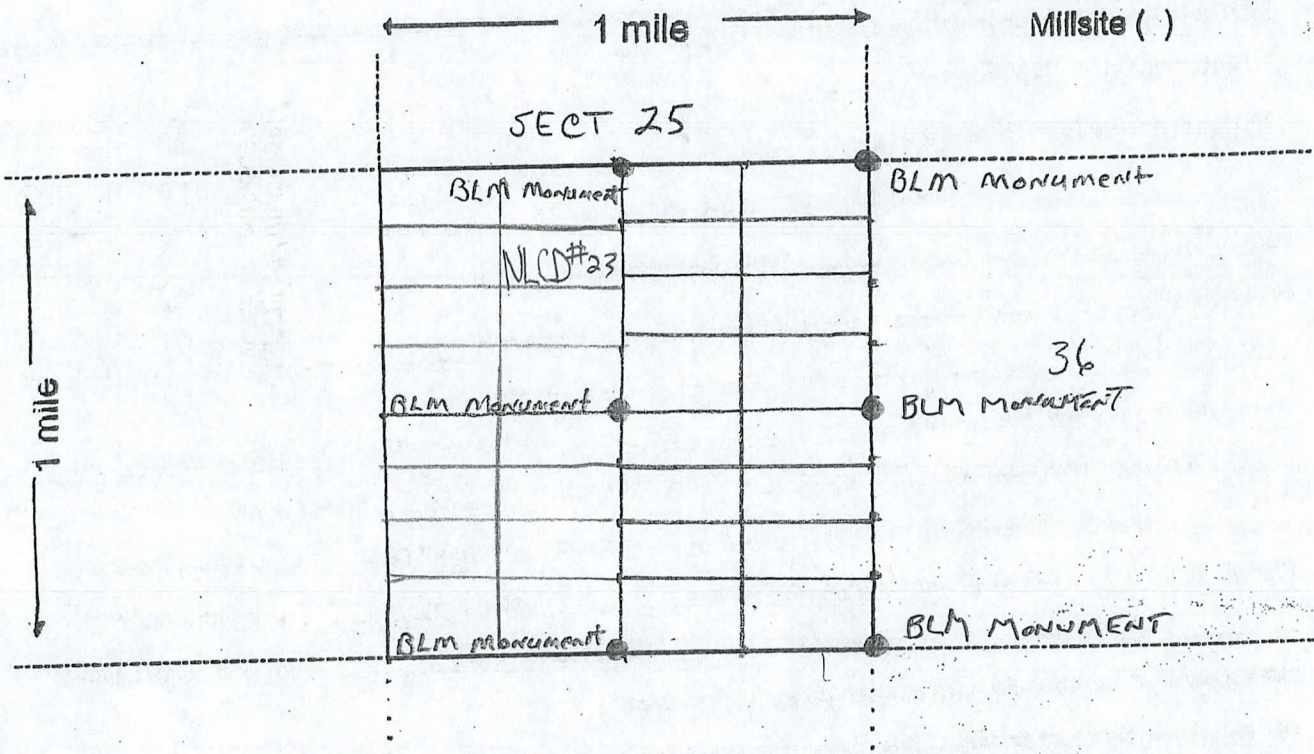 1 mile
Millsite ( )
SECT 25
BLM Monument
BLM Monument
NLCD#23
1 mile
36
BLM Monument
BLM MONUMENT
BLM Monument
BLM MONUMENT